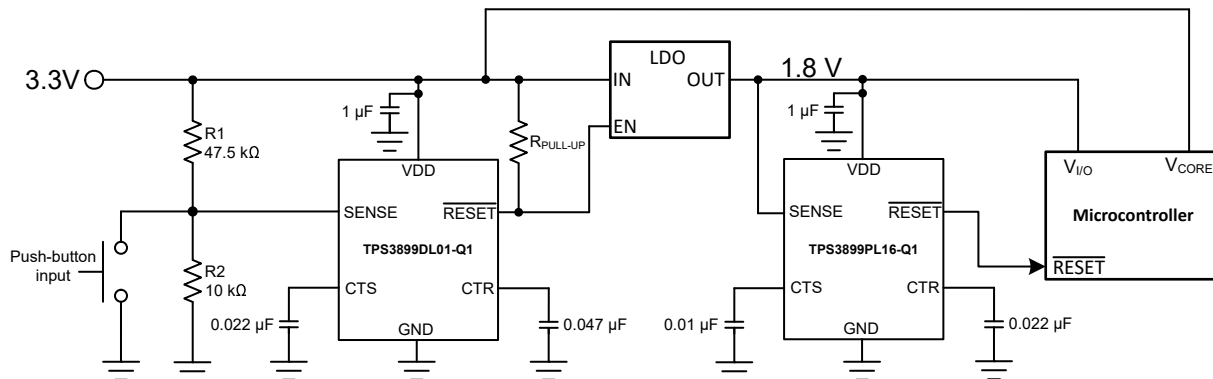 3.3V
R1
47.5 kΩ
R2
10 kΩ
Push-button
input
1 µF
VDD
SENSE
RESET
TPS3899DL01-Q1
CTS
CTR
GND
0.022 µF
0.047 µF
RPULL-UP
LDO
IN
OUT
EN
1.8 V
1 µF
VDD
SENSE
RESET
TPS3899PL16-Q1
CTS
CTR
GND
0.01 µF
0.022 µF
VI/O
VCORE
Microcontroller
RESET